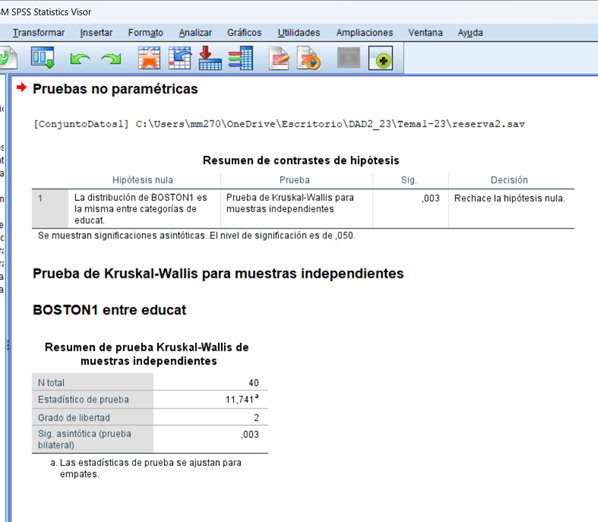 M SPSS Statistics Visor
Transformar Insertar Formato Analizar Gráficos Utilidades Ampliaciones Ventana Ayuda
Pruebas no paramétricas
[ConjuntoDatos1] C:\Users\mm270\OneDrive\Escritorio\DAD2_23\Tema1-23\reserva2.sav
Resumen de contrastes de hipótesis
Hipótesis nula Prueba Sig. Decisión
1 La distribución de BOSTON1 es Prueba de Kruskal-Wallis para ,003 Rechace la hipótesis nula.
la misma entre categorías de muestras independientes
educat.
Se muestran significaciones asintóticas. El nivel de significación es de ,050.
Prueba de Kruskal-Wallis para muestras independientes
BOSTON1 entre educat
Resumen de prueba Kruskal-Wallis de
muestras independientes
N total 40
Estadístico de prueba 11,741a
Grado de libertad 2
Sig. asintótica (prueba ,003
bilateral)
a. Las estadísticas de prueba se ajustan para
empates.